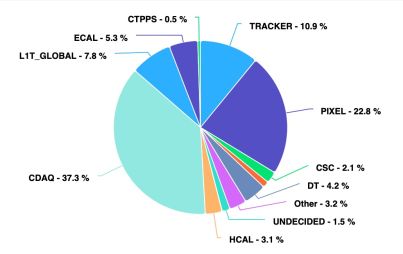 CTPPS - 0.5 %
TRACKER - 10.9 %
ECAL - 5.3 %
L1T_GLOBAL - 7.8 %
PIXEL - 22.8 %
CSC - 2.1 %
CDAQ - 37.3 %
DT - 4.2 %
Other - 3.2 %
UNDECIDED - 1.5 %
HCAL - 3.1 %